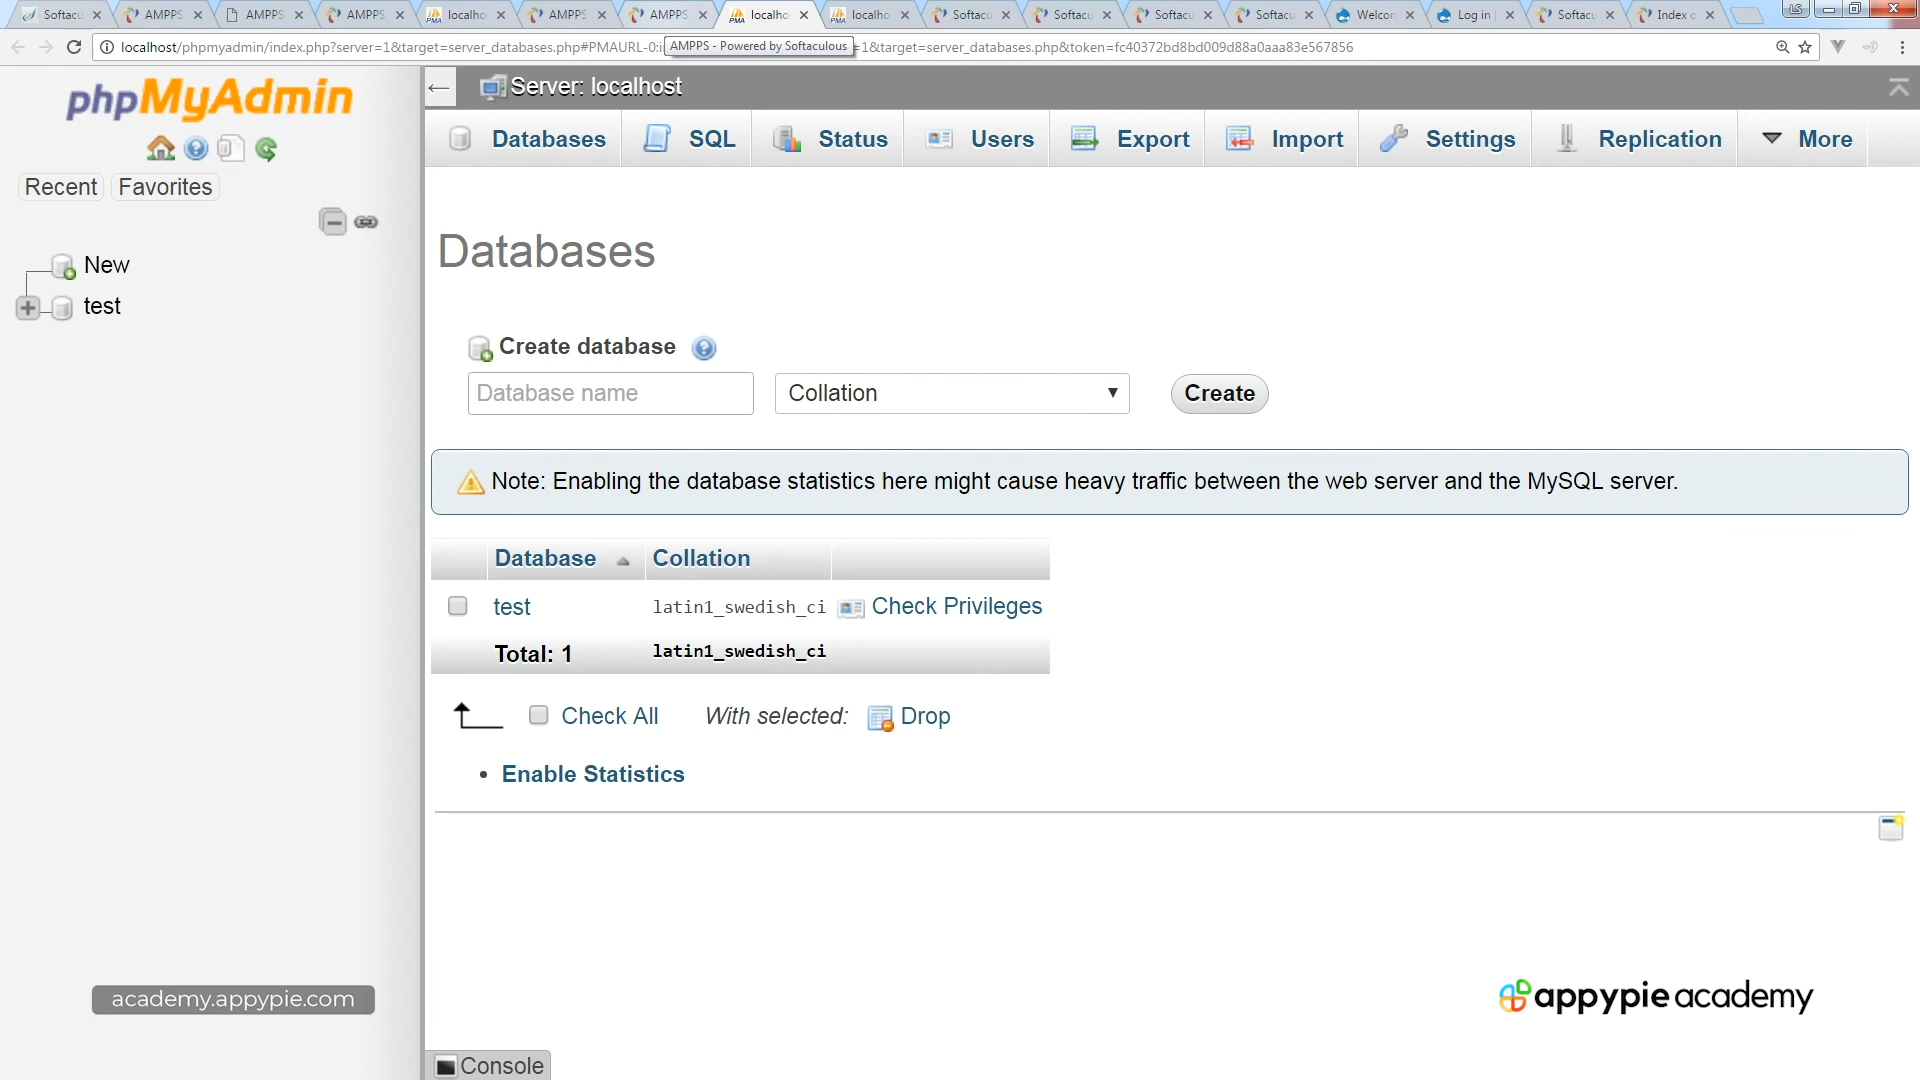 Softacu AMPPS AMPPS AMPPS localho AMPPS AMPPS localho localho Softacu Softacu Softacu Softacu Welcon Log in Softacu Index o LS
localhost/phpmyadmin/index.php?server=1&target=server_databases.php#PMAURL-0:i
AMPPS - Powered by Softaculous
=1&target=server_databases.php&token=fc40372bd8bd009d88a0aaa83e567856
phpMyAdmin
Recent Favorites
New
test
Server: localhost
Databases SQL Status Users Export Import Settings Replication More
Databases
Create database
Database name Collation Create
Note: Enabling the database statistics here might cause heavy traffic between the web server and the MySQL server.
Database Collation
test latin1_swedish_ci Check Privileges
Total: 1 latin1_swedish_ci
Check All With selected: Drop
Enable Statistics
academy.appypie.com
appypie academy
Console